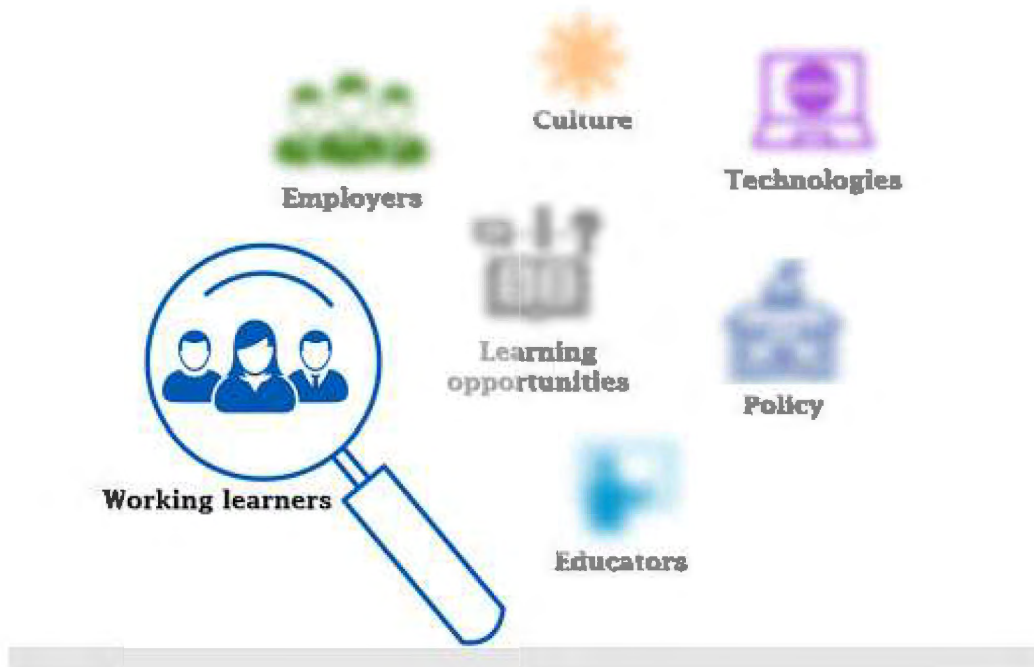 Culture
Technologies
Employers
Learning
opportunities
Policy
Working learners
Educators